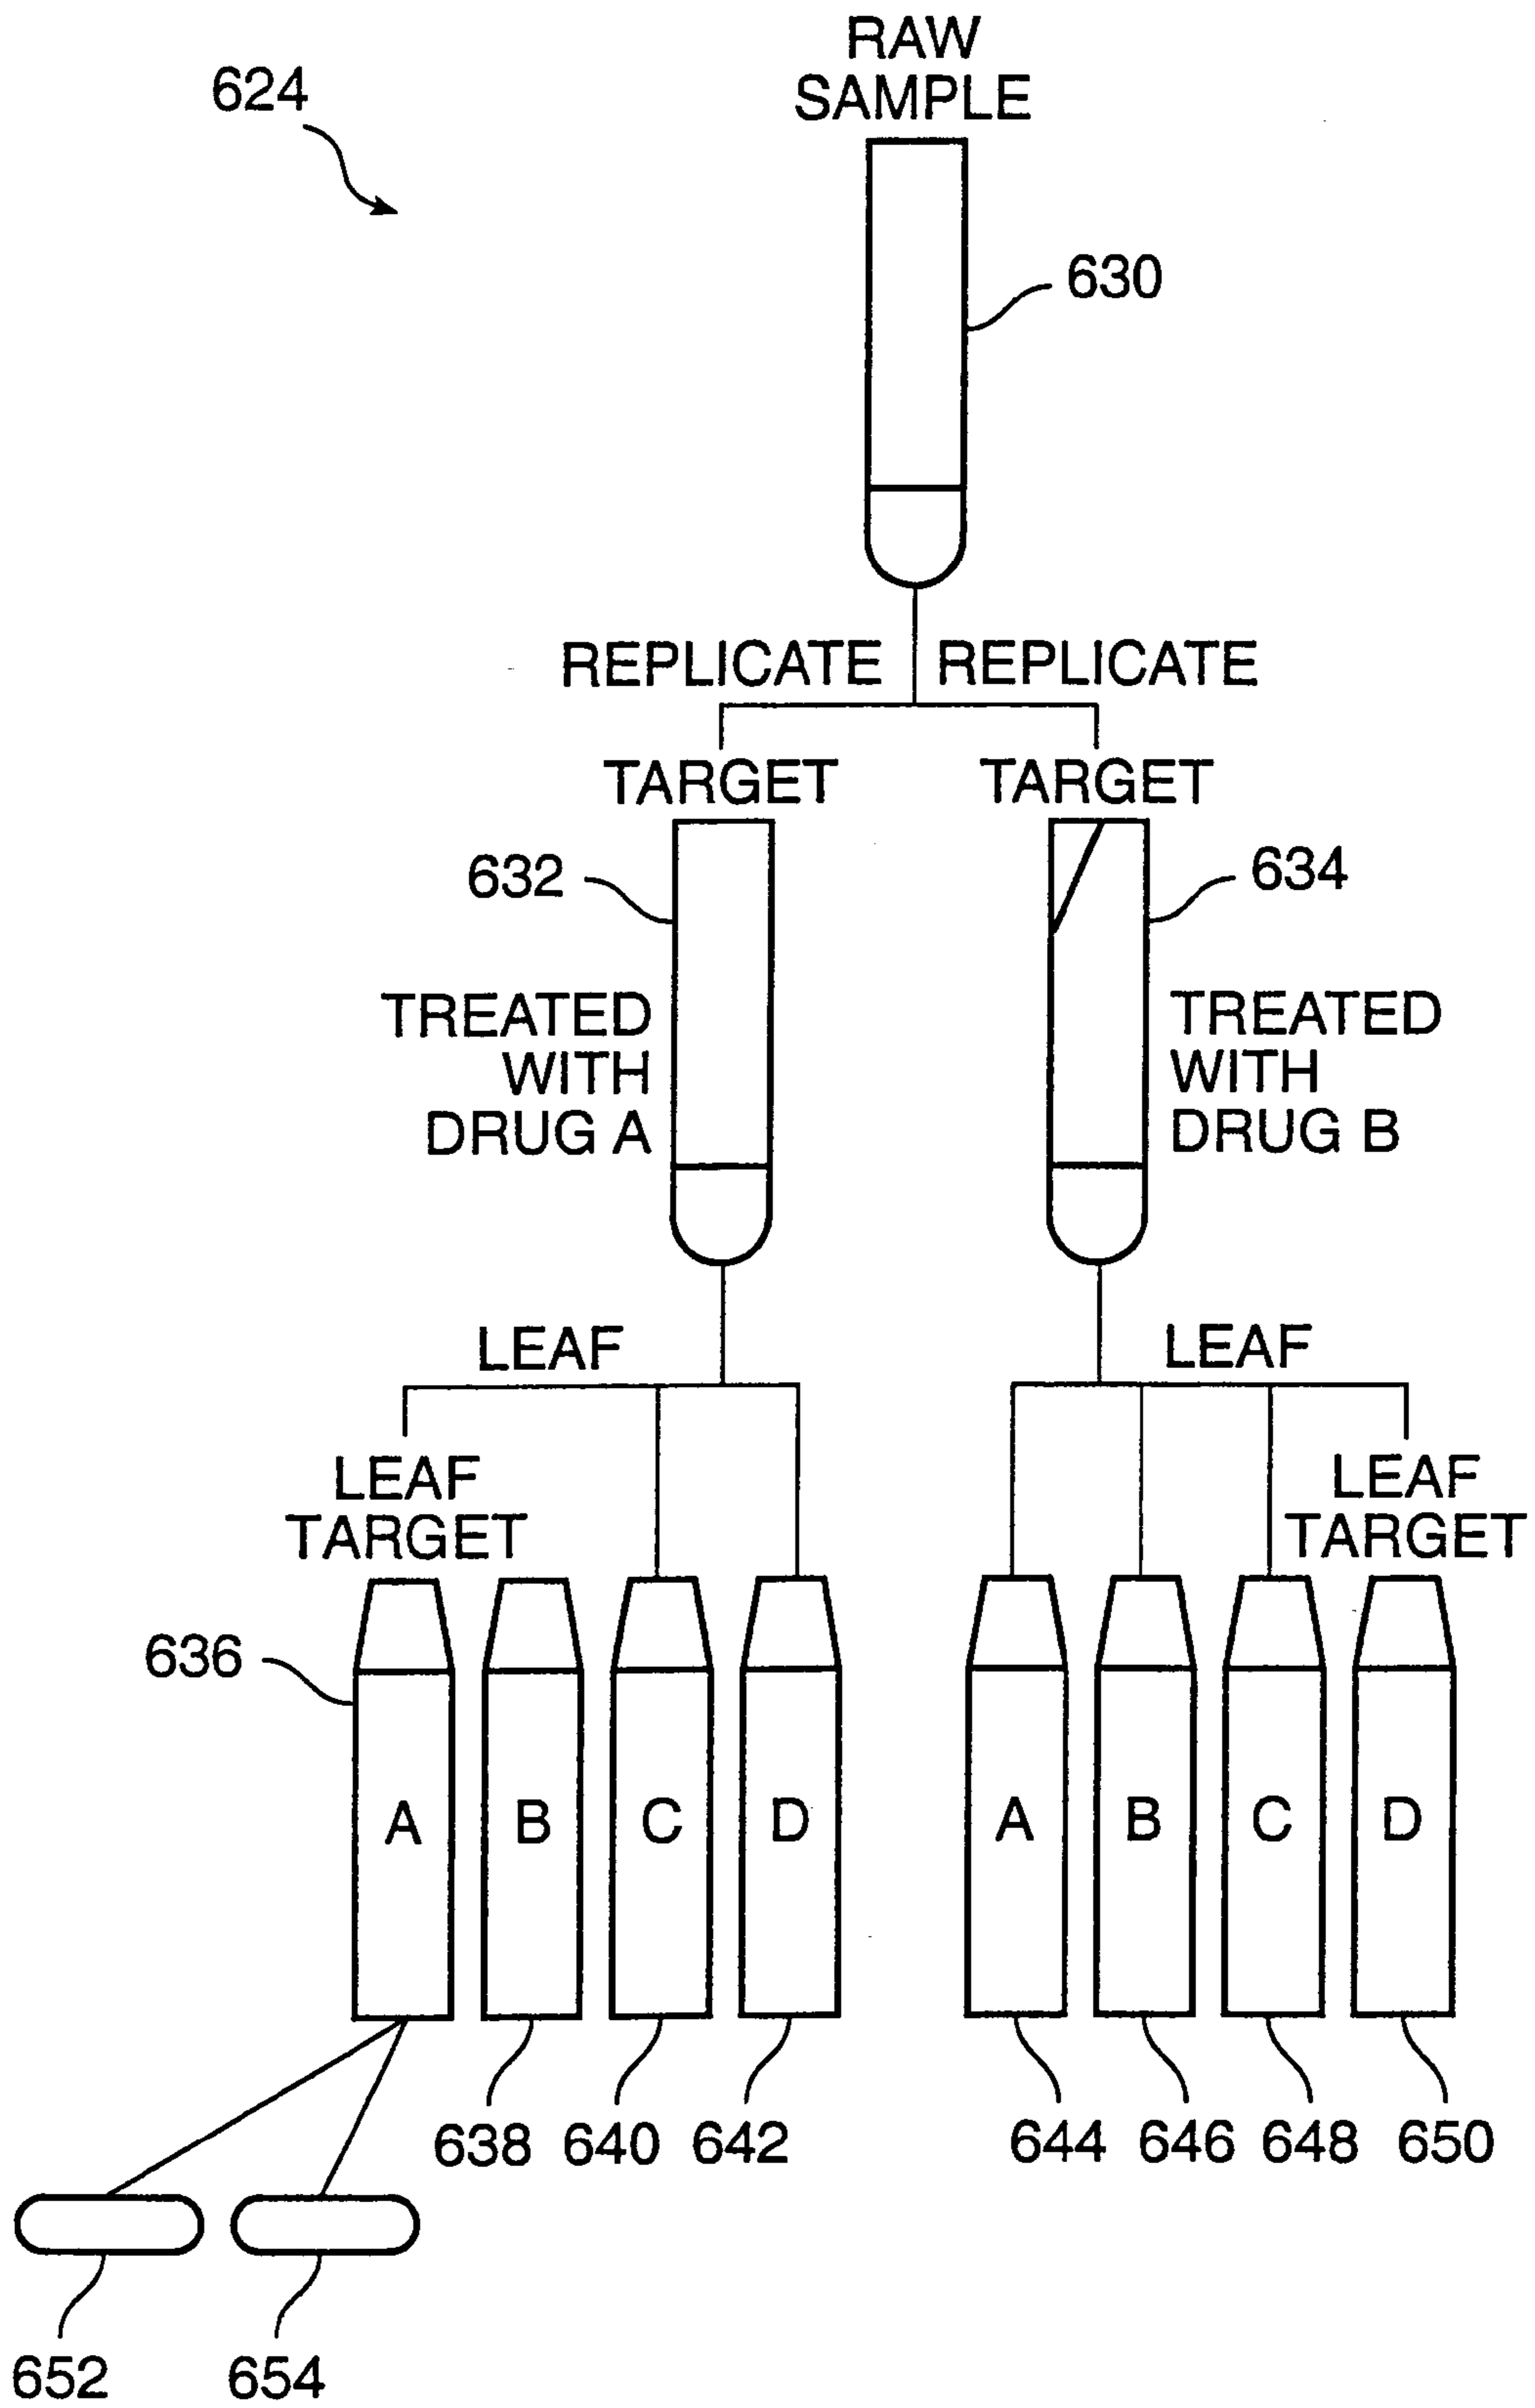 RAW
SAMPLE
624
630
REPLICATE REPLICATE
TARGET TARGET
632
634
TREATED
WITH
DRUG A
TREATED
WITH
DRUG B
LEAF LEAF
LEAF
TARGET
LEAF
TARGET
636
A B C D A B C D
638 640 642 644 646 648 650
652 654